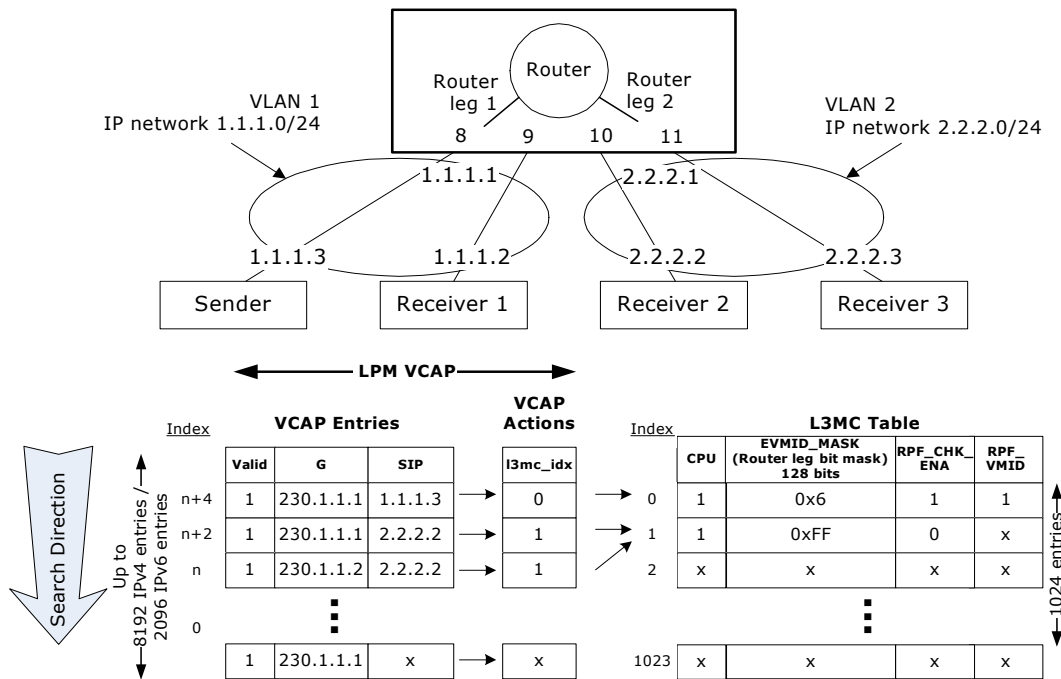 Router
Router
leg 1
Router
leg 2
VLAN 1
IP network 1.1.1.0/24
VLAN 2
IP network 2.2.2.0/24
8 9 10 11
1.1.1.1 2.2.2.1
1.1.1.3 1.1.1.2 2.2.2.2 2.2.2.3
Sender Receiver 1 Receiver 2 Receiver 3
LPM VCAP
Search Direction
Up to
8192 IPv4 entries /
2096 IPv6 entries
Index
VCAP Entries
VCAP
Actions
Valid G SIP l3mc_idx
n+4 1 230.1.1.1 1.1.1.3 0
n+2 1 230.1.1.1 2.2.2.2 1
n 1 230.1.1.2 2.2.2.2 1
0
1 230.1.1.1 x x
Index
L3MC Table
CPU
EVMID_MASK
(Router leg bit mask)
128 bits
RPF_CHK_
ENA
RPF_
VMID
0 1 0x6 1 1
1 1 0xFF 0 x
2 x x x x
1023 x x x x
1024 entries